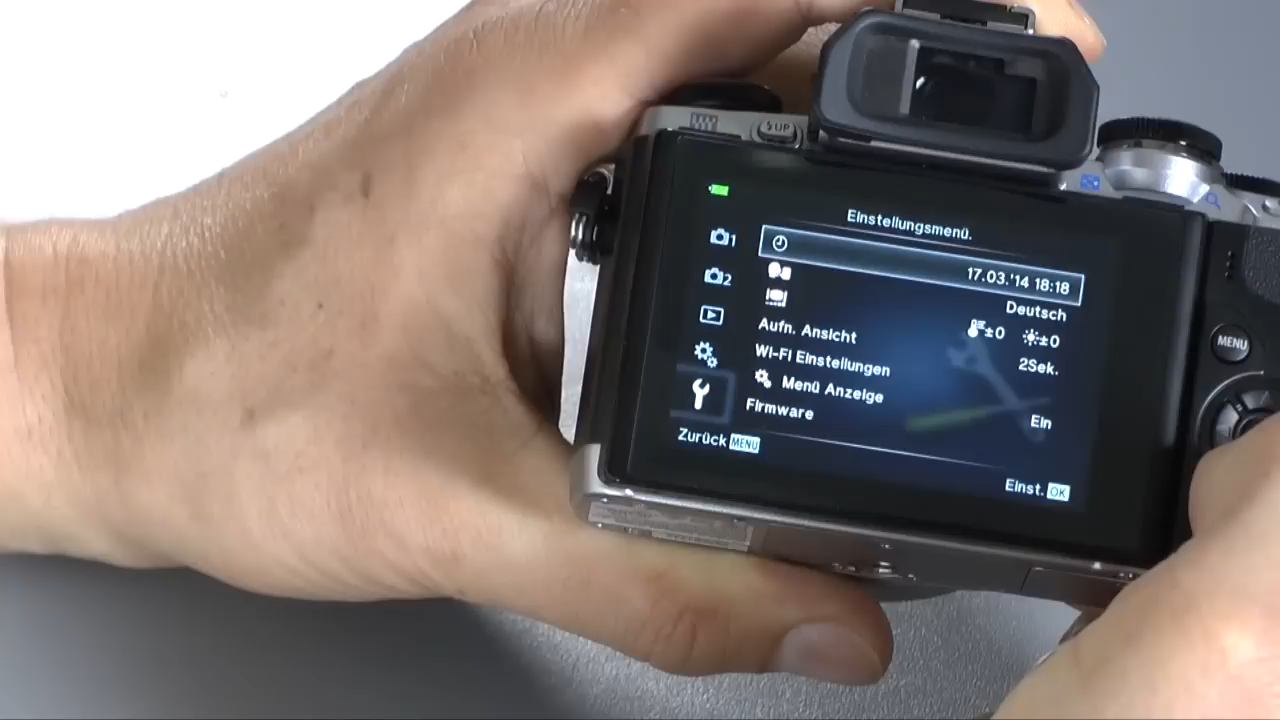 UP
Einstellungsmenü.
1
17.03.'14 18:18
2
Deutsch
±0 ±0
Aufn. Ansicht 2Sek.
Wi-Fi Einstellungen
Menü Anzeige Ein
Firmware
Zurück MENU
Einst. OK
MENU